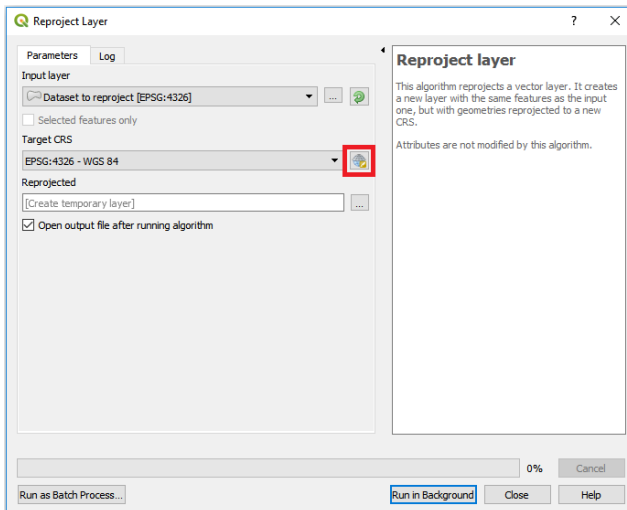 Reproject Layer
?
Parameters
Log
Input layer
Dataset to reproject [EPSG:4326]
...
Selected features only
Target CRS
EPSG:4326 - WGS 84
Reprojected
[Create temporary layer]
...
Open output file after running algorithm
Reproject layer
This algorithm reprojects a vector layer. It creates
a new layer with the same features as the input
one, but with geometries reprojected to a new
CRS.
Attributes are not modified by this algorithm.
0%
Cancel
Run as Batch Process...
Run in Background
Close
Help